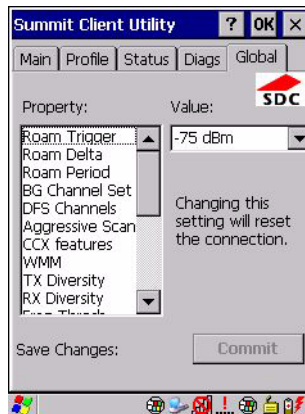 Summit Client Utility ? OK ×
Main Profile Status Diags Global
SDC
Property: Value:
Roam Trigger
Roam Delta
Roam Period
BG Channel Set
DFS Channels
Aggressive Scan
CCX features
WMM
TX Diversity
RX Diversity
-75 dBm
Changing this
setting will reset
the connection.
Save Changes: Commit